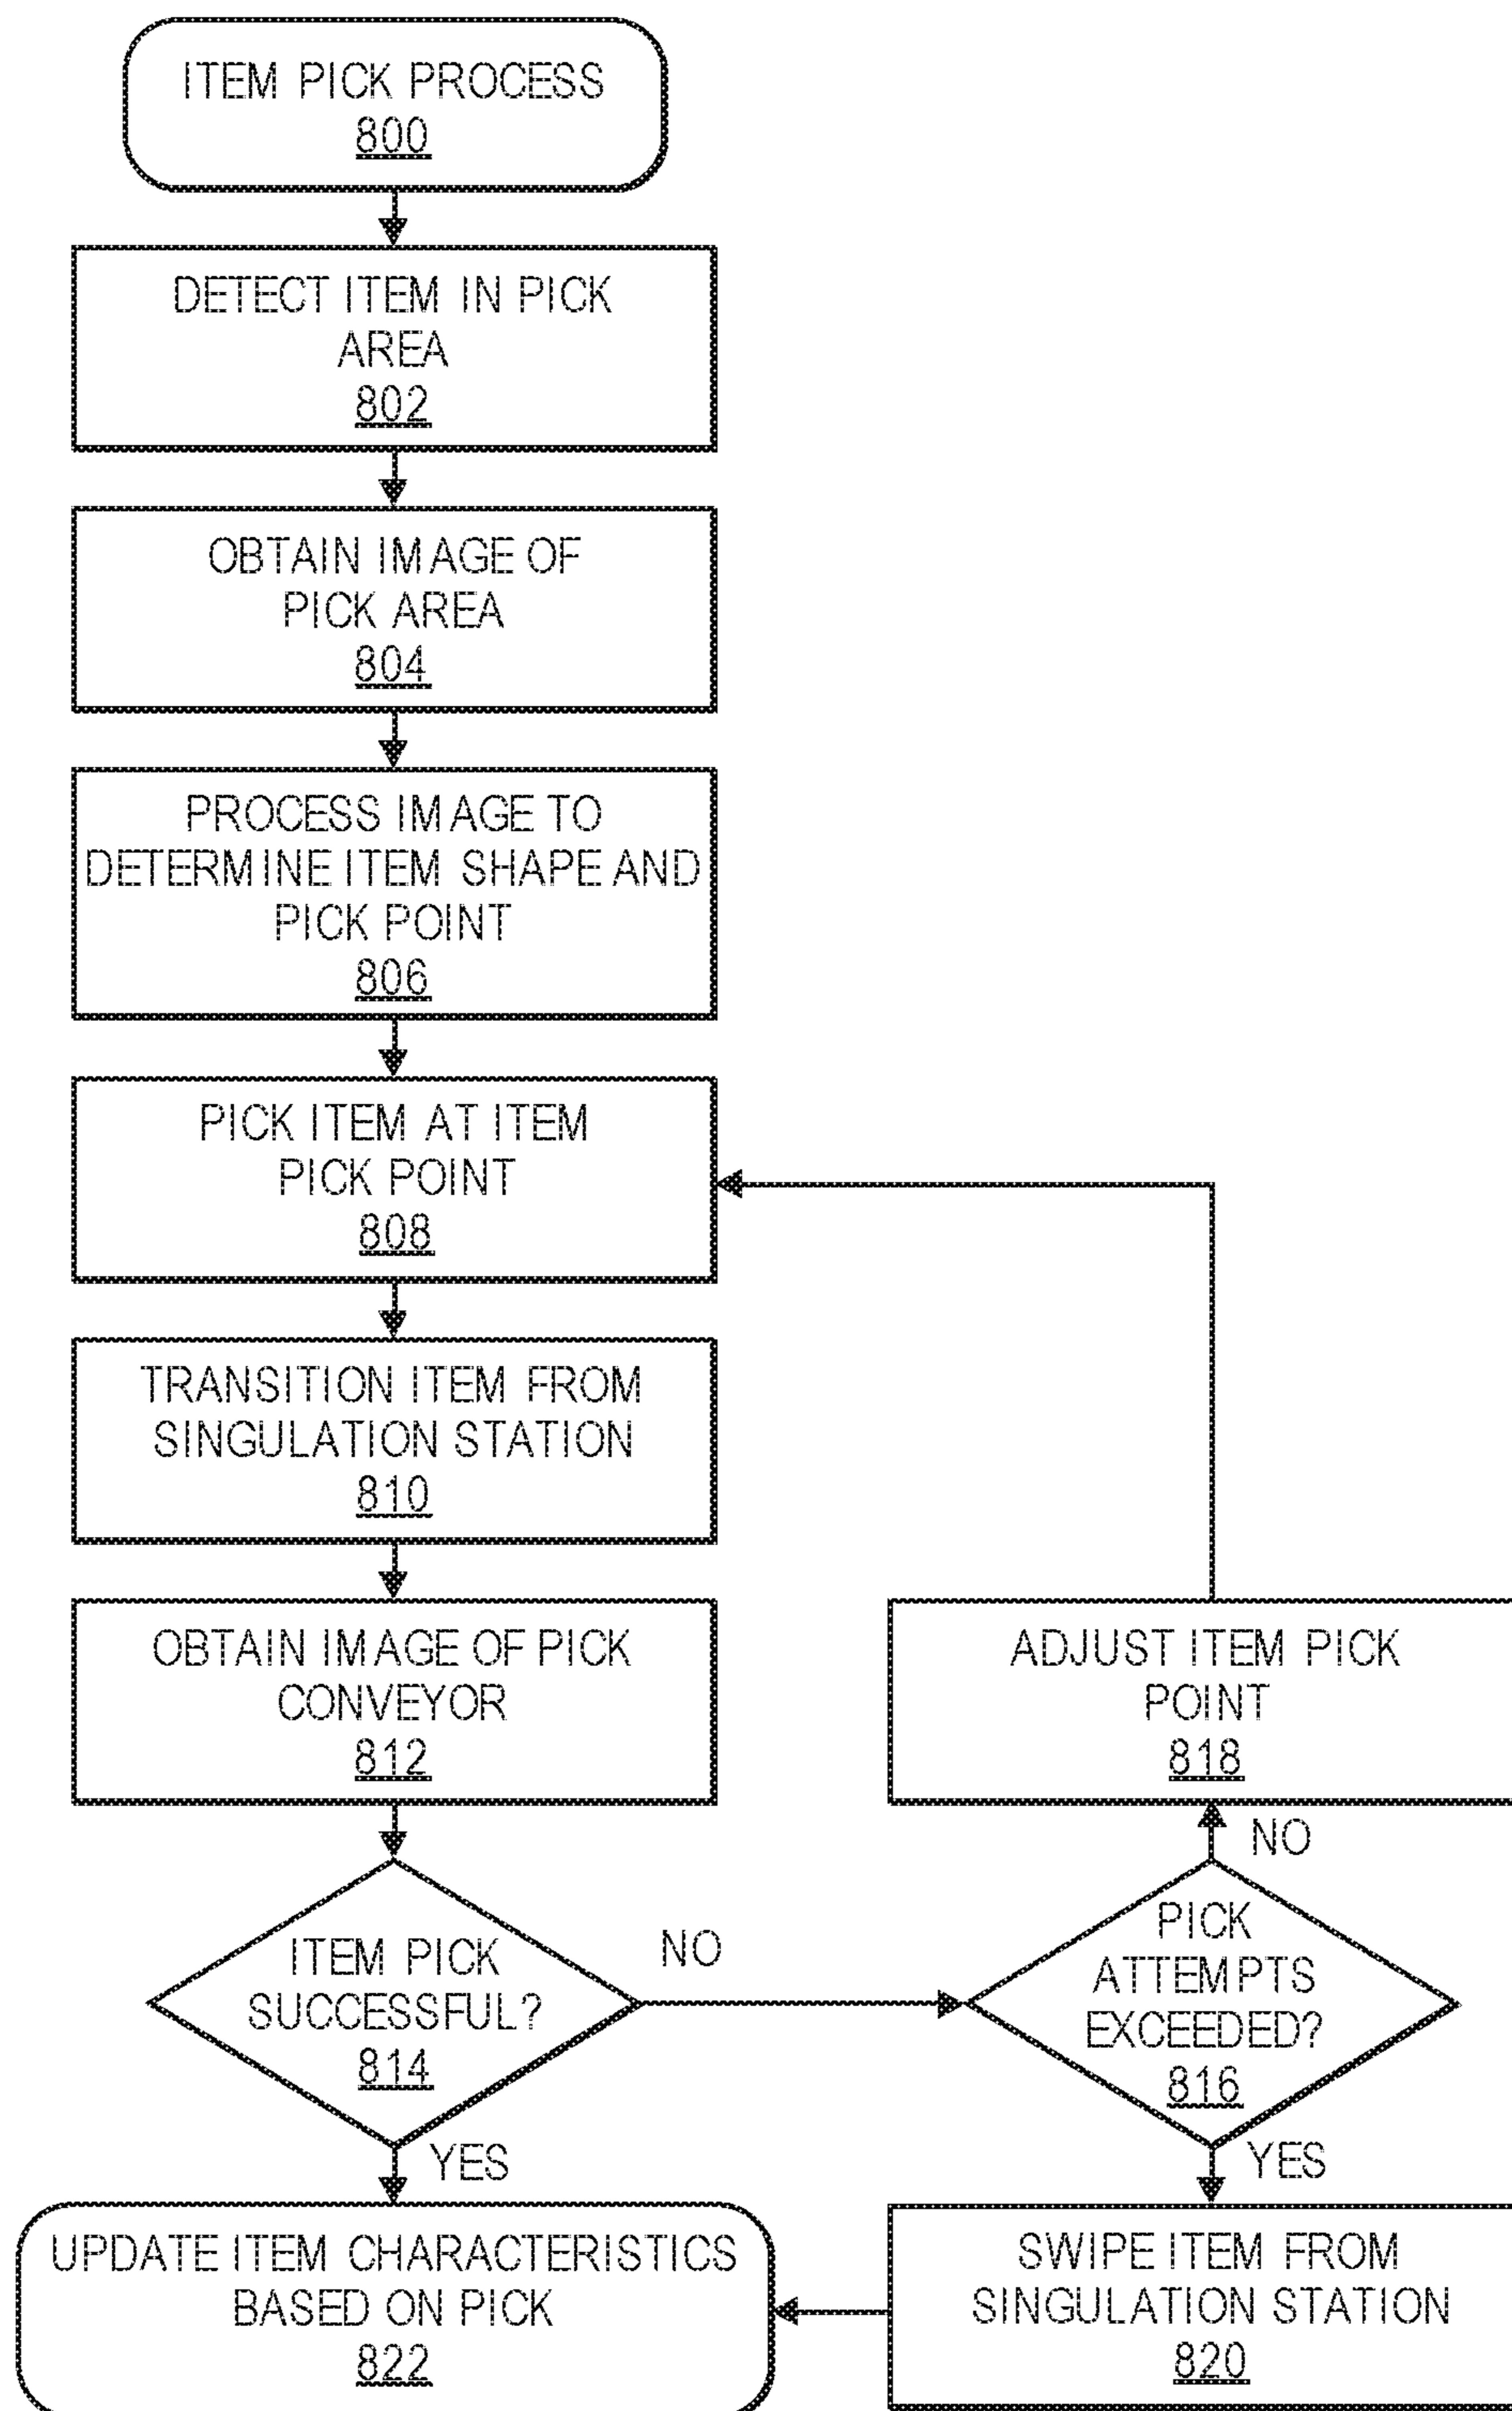 ITEM PICK PROCESS
800
DETECT ITEM IN PICK
AREA
802
OBTAIN IMAGE OF
PICK AREA
804
PROCESS IMAGE TO
DETERMINE ITEM SHAPE AND
PICK POINT
806
PICK ITEM AT ITEM
PICK POINT
808
TRANSITION ITEM FROM
SINGULATION STATION
810
OBTAIN IMAGE OF PICK
CONVEYOR
812
ITEM PICK
SUCCESSFUL?
814
NO
YES
PICK
ATTEMPTS
EXCEEDED?
816
NO
ADJUST ITEM PICK
POINT
818
YES
SWIPE ITEM FROM
SINGULATION STATION
820
UPDATE ITEM CHARACTERISTICS
BASED ON PICK
822